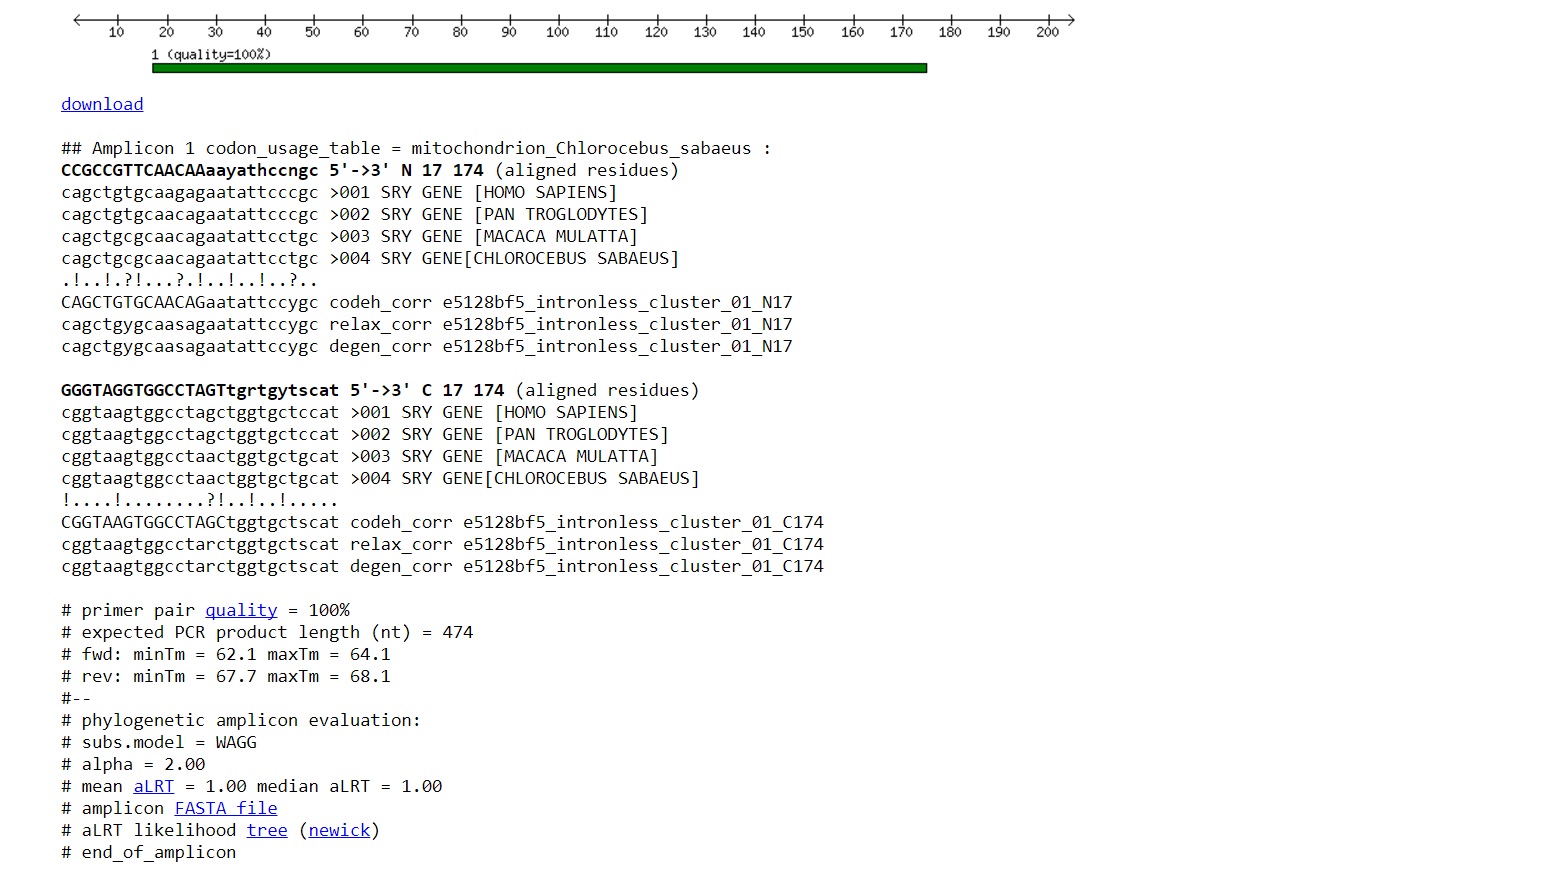 10 20 30 40 50 60 70 80 90 100 110 120 130 140 150 160 170 180 190 200
1 (quality=100%)
download
## Amplicon 1 codon_usage_table = mitochondrion_Chlorocebus_sabaeus :
CCGCCGTTCAACAAaayathccngc 5'->3' N 17 174 (aligned residues)
cagctgtgcaagagaatattcccgc >001 SRY GENE [HOMO SAPIENS]
cagctgtgcaacagaatattcccgc >002 SRY GENE [PAN TROGLODYTES]
cagctgcgcaacagaatattcctgc >003 SRY GENE [MACACA MULATTA]
cagctgcgcaacagaatattcctgc >004 SRY GENE[CHLOROCEBUS SABAEUS]
.!..!.?!...?.!..!..!..?..
CAGCTGTGCAACAGaatattccygc codeh_corr e5128bf5_intronless_cluster_01_N17
cagctgygcaasagaatattccygc relax_corr e5128bf5_intronless_cluster_01_N17
cagctgygcaasagaatattccygc degen_corr e5128bf5_intronless_cluster_01_N17
GGGTAGGTGGCCTAGTtgrtgytscat 5'->3' C 17 174 (aligned residues)
cggtaagtggcctagctggtgctccat >001 SRY GENE [HOMO SAPIENS]
cggtaagtggcctagctggtgctccat >002 SRY GENE [PAN TROGLODYTES]
cggtaagtggcctaactggtgctgcat >003 SRY GENE [MACACA MULATTA]
cggtaagtggcctaactggtgctgcat >004 SRY GENE[CHLOROCEBUS SABAEUS]
!....!........?!..!..!.....
CGGTAAGTGGCCTAGCtggtgctscat codeh_corr e5128bf5_intronless_cluster_01_C174
cggtaagtggcctarctggtgctscat relax_corr e5128bf5_intronless_cluster_01_C174
cggtaagtggcctarctggtgctscat degen_corr e5128bf5_intronless_cluster_01_C174
# primer pair quality = 100%
# expected PCR product length (nt) = 474
# fwd: minTm = 62.1 maxTm = 64.1
# rev: minTm = 67.7 maxTm = 68.1
#--
# phylogenetic amplicon evaluation:
# subs.model = WAGG
# alpha = 2.00
# mean aLRT = 1.00 median aLRT = 1.00
# amplicon FASTA file
# aLRT likelihood tree (newick)
# end_of_amplicon